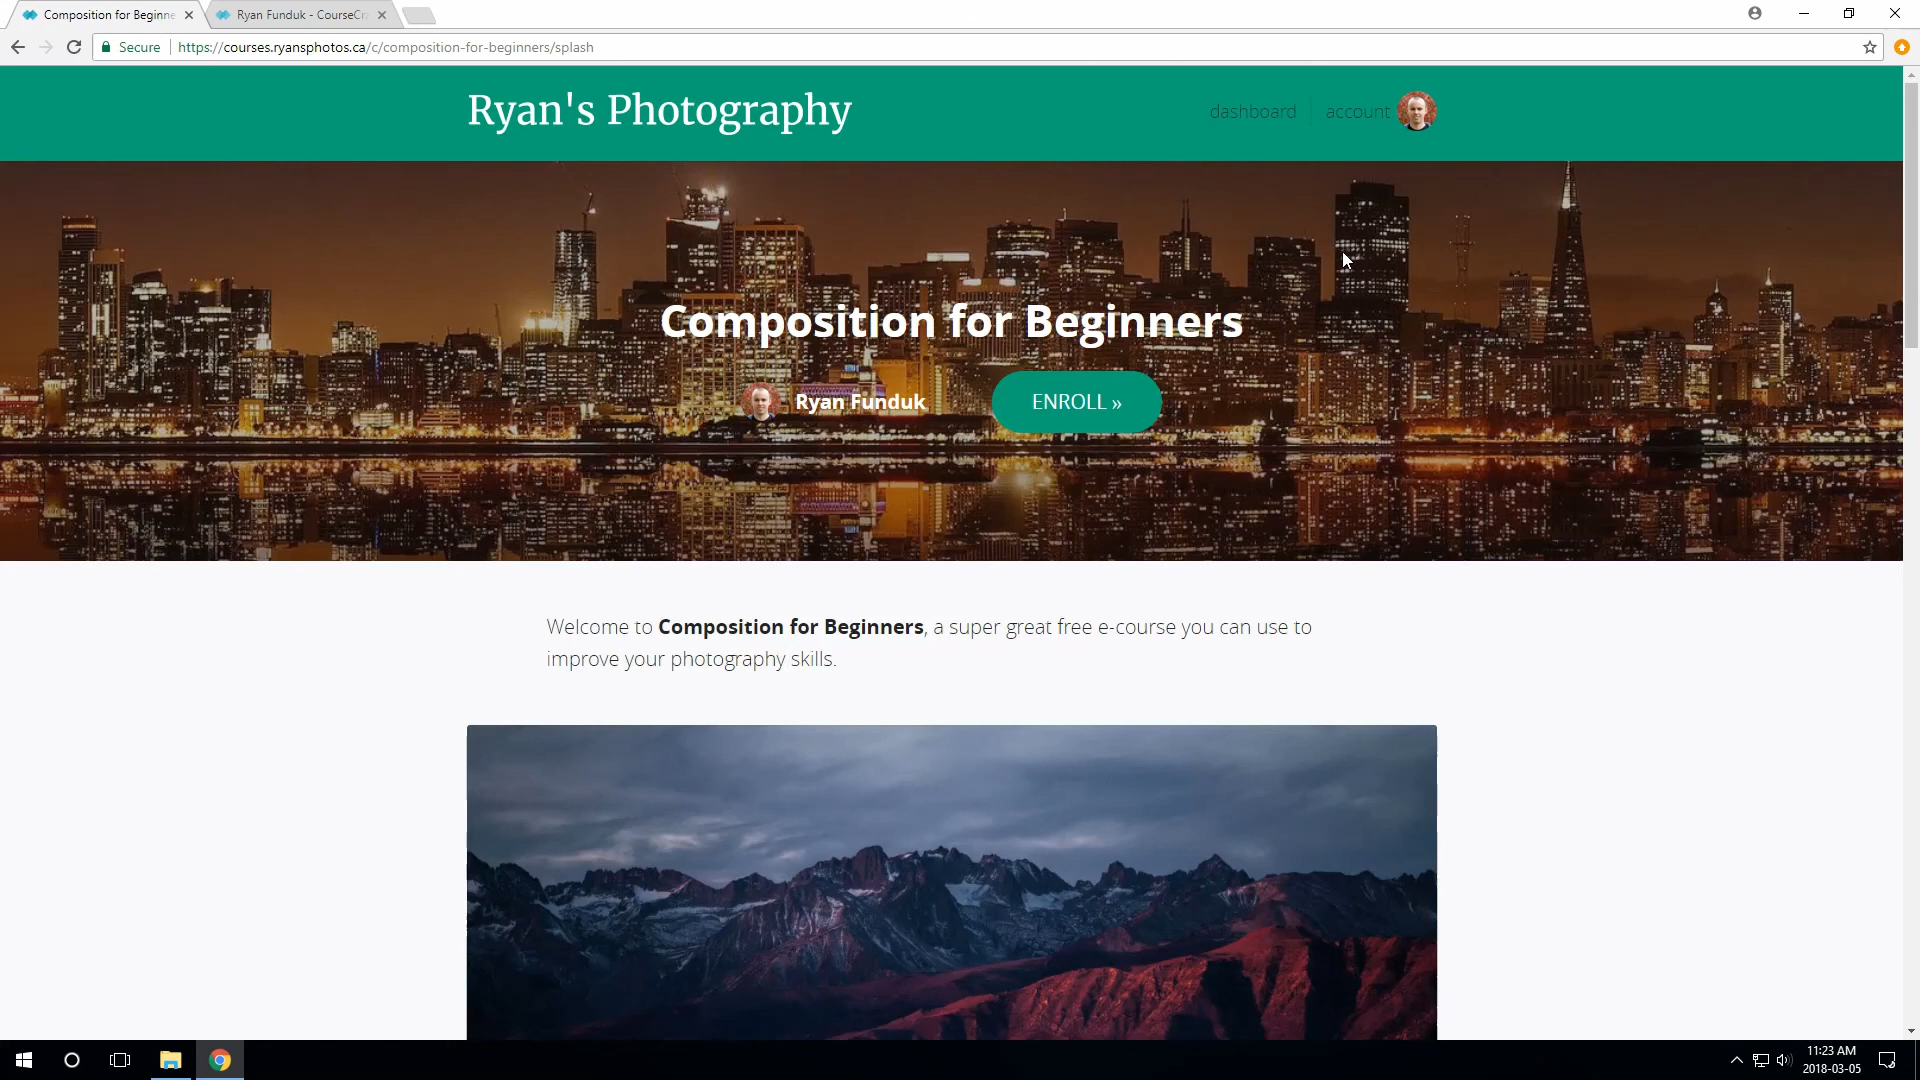 Composition for Beginne
Ryan Funduk - CourseCra
Secure
https://courses.ryansphotos.ca/c/composition-for-beginners/splash
Ryan's Photography
dashboard
account
Composition for Beginners
Ryan Funduk
ENROLL »
Welcome to Composition for Beginners, a super great free e-course you can use to
improve your photography skills.
11:23 AM
2018-03-05